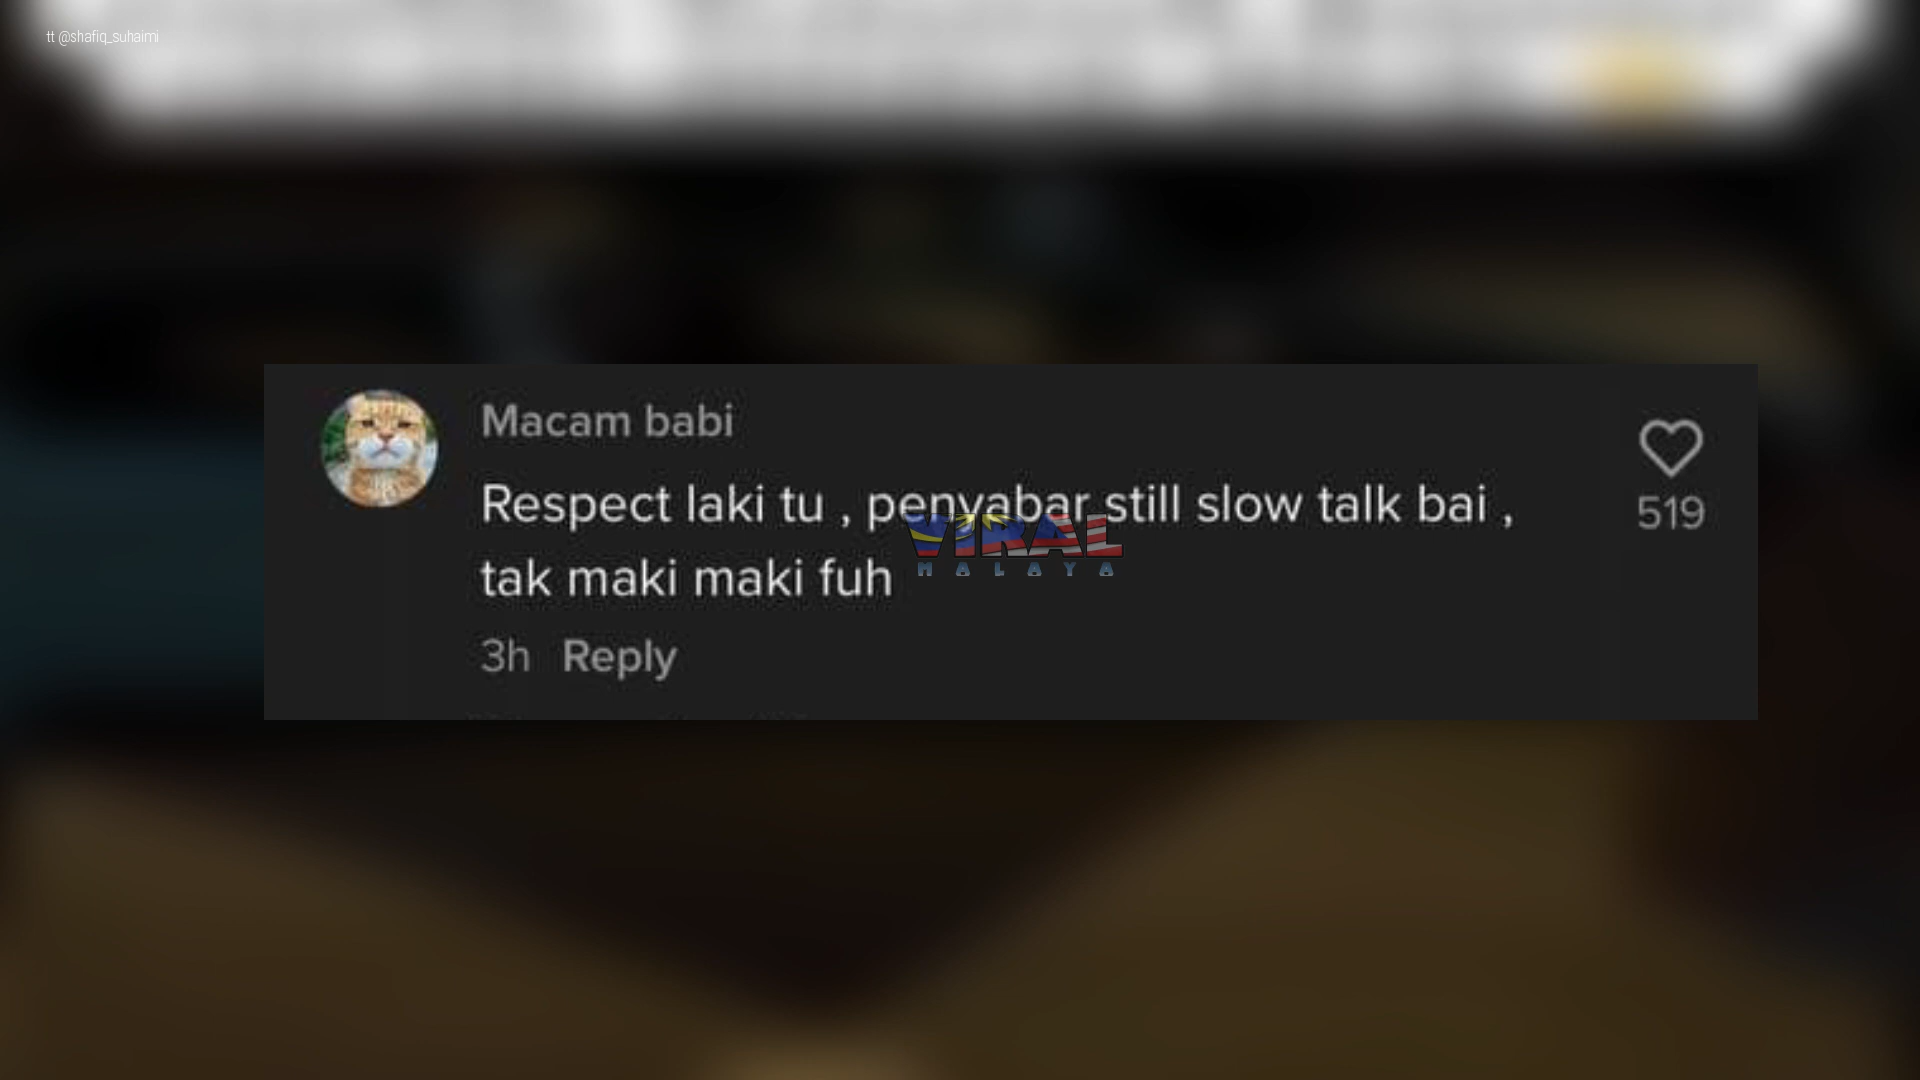 tt @shafiq_suhaimi
Macam babi
Respect laki tu , penyabar still slow talk bai ,
519
VIRAL
MALAYA
tak maki maki fuh
3h Reply